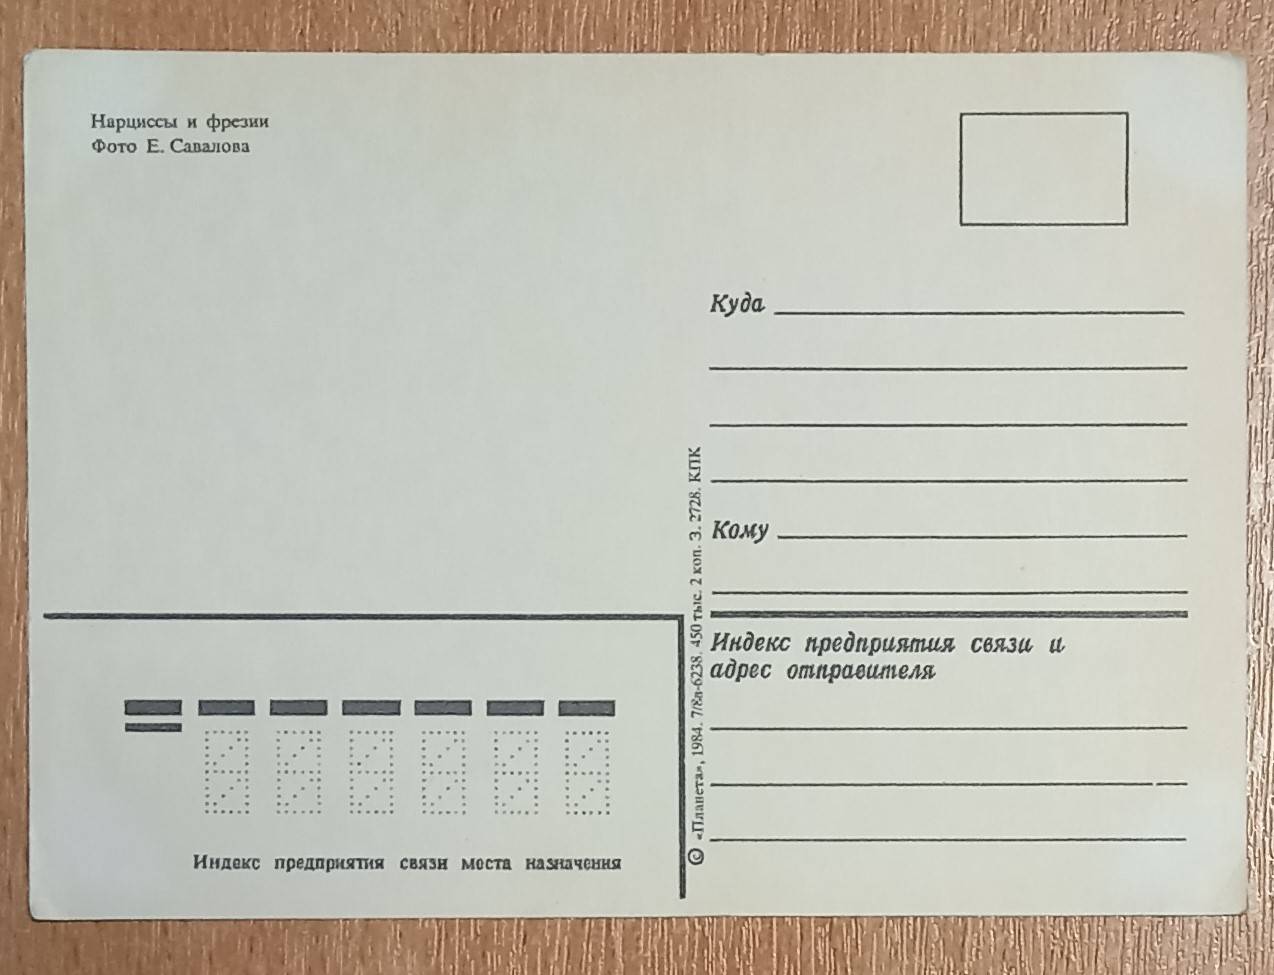 Нарциссы и фрезии
Фото Е. Савалова
Куда
Кому
Индекс предприятия связи и
адрес отправителя
© «Планета», 1984. 7/8л-6238. 450 тыс. 2 коп. З. 2728. КПК
Индекс предприятия связи места назначения